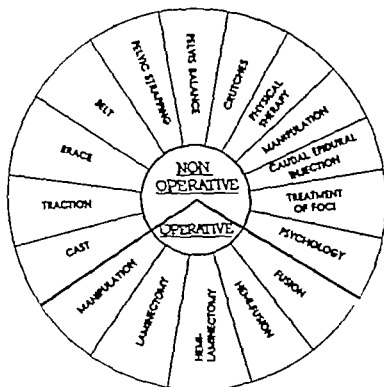 NON
OPERATIVE
OPERATIVE
CAST
TRACTION
BRACE
BELT
PELVIC STRAPPING
PELVIS BALANCE
CRUTCHES
PHYSICAL
THERAPY
MANIPULATION
CAUDAL EPIDURAL
INJECTION
TREATMENT
OF FOCI
PSYCHOLOGY
FUSION
HEMI-FUSION
HEMI-
LAMINECTOMY
LAMINECTOMY
MANIPULATION